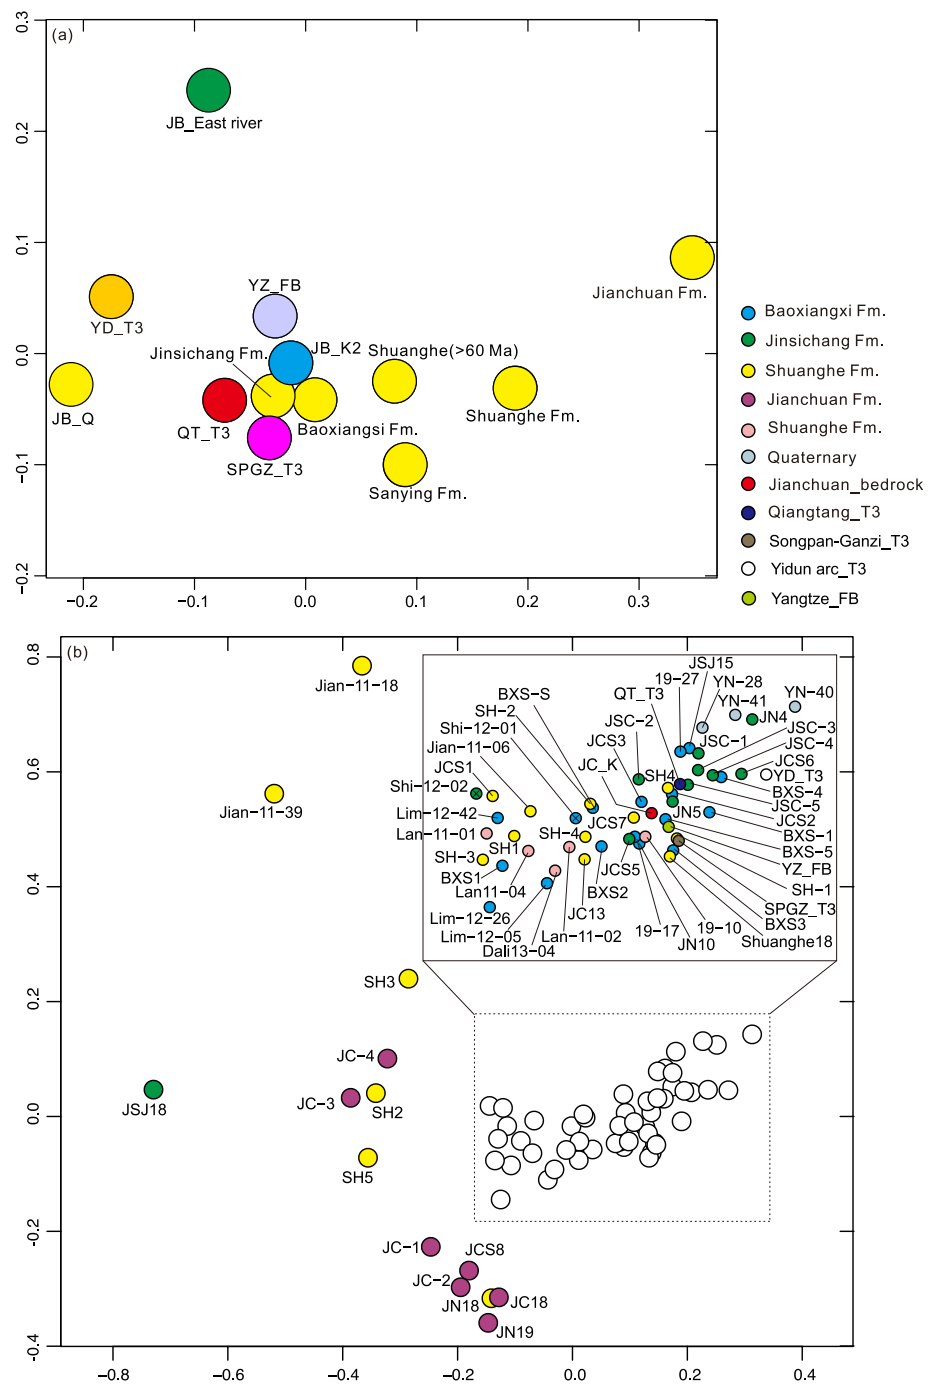 (a)
0.3
0.2
0.1
0.0
−0.1
−0.2
−0.2
−0.1
0.0
0.1
0.2
0.3
JB_East river
YZ_FB
Jianchuan Fm.
YD_T3
Jinsichang Fm.
JB_K2
Shuanghe(>60 Ma)
JB_Q
QT_T3
Baoxiangsi Fm.
Shuanghe Fm.
SPGZ_T3
Sanying Fm.
Baoxiangxi Fm.
Jinsichang Fm.
Shuanghe Fm.
Jianchuan Fm.
Shuanghe Fm.
Quaternary
Jianchuan_bedrock
Qiangtang_T3
Songpan-Ganzi_T3
Yidun arc_T3
Yangtze_FB
(b)
0.8
0.6
0.4
0.2
0.0
−0.2
−0.4
−0.8
−0.6
−0.4
−0.2
0.0
0.2
0.4
Jian−11−18
Jian−11−39
SH3
JC−4
JC−3
SH2
JSJ18
SH5
JC−1
JCS8
JC−2
JN18
JC18
JN19
JSJ15
19−27
YN−28
QT_T3
YN−41
YN−40
BXS−S
SH−2
JSC−2
JN4
Shi−12−01
JCS3
JSC−1
JSC−3
Jian−11−06
JC_K
JSC−4
JCS1
SH4
JCS6
Shi−12−02
YD_T3
BXS−4
Lim−12−42
JN5
JSC−5
Lan−11−01
JCS7
JCS2
SH1
SH−4
BXS−1
SH−3
BXS−5
BXS1
JCS5
YZ_FB
Lan11−04
BXS2
SH−1
JC13
SPGZ_T3
Lim−12−26
BXS3
Lim−12−05
Lan−11−02
19−17
19−10
Shuanghe18
Dali13−04
JN10